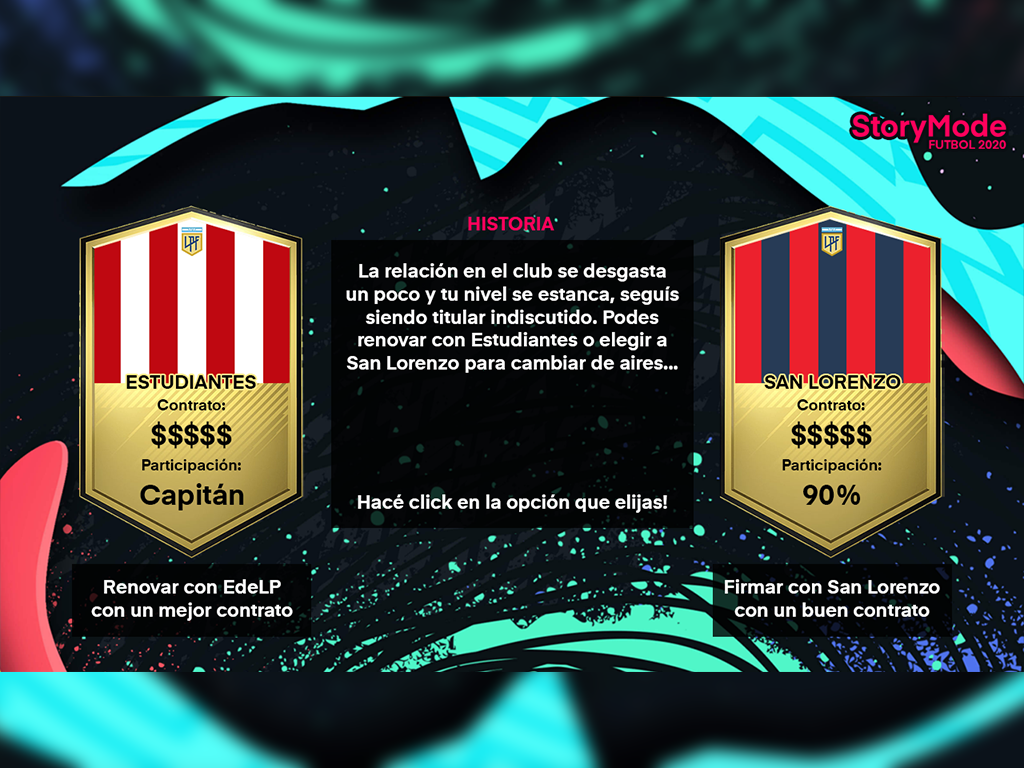 StoryMode
FUTBOL 2020
HISTORIA
La relación en el club se desgasta
un poco y tu nivel se estanca, seguís
siendo titular indiscutido. Podes
renovar con Estudiantes o elegir a
San Lorenzo para cambiar de aires...
Hacé click en la opción que elijas!
LPF
ESTUDIANTES
Contrato:
$$$$$
Participación:
Capitán
Renovar con EdeLP
con un mejor contrato
LPF
SAN LORENZO
Contrato:
$$$$$
Participación:
90%
Firmar con San Lorenzo
con un buen contrato